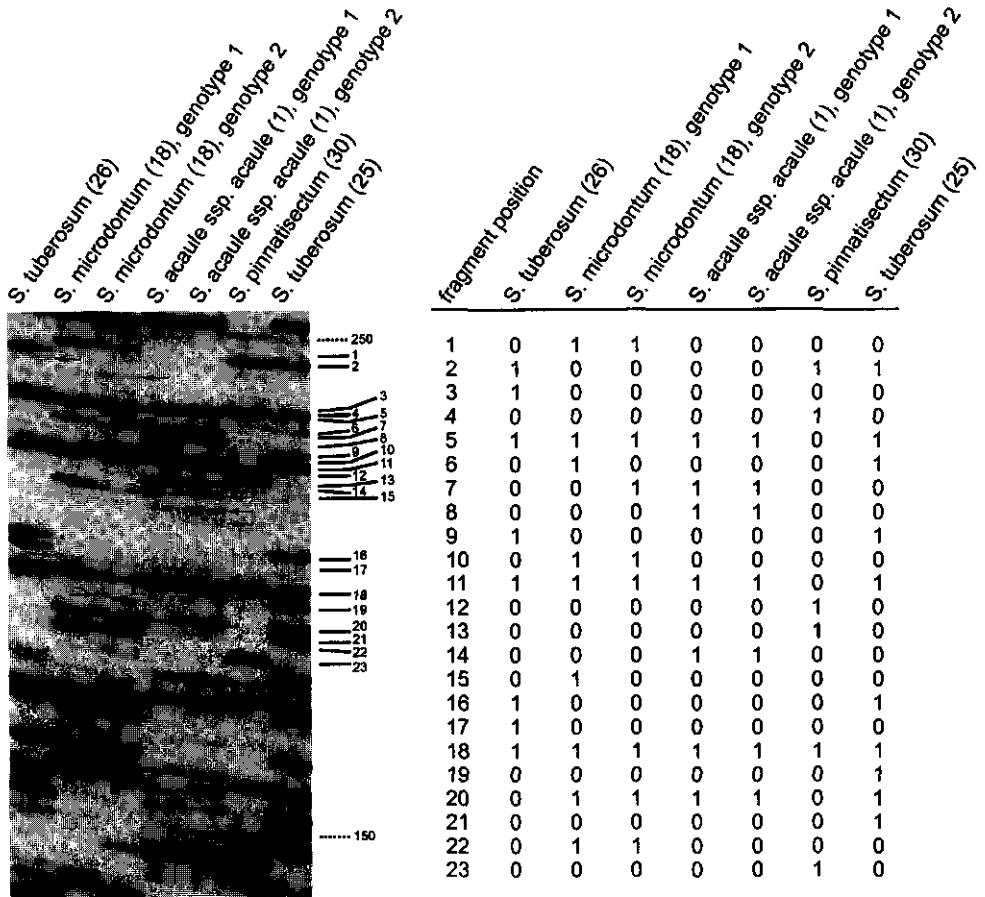 S. tuberosum (26)
S. microdontum (18), genotype 1
S. microdontum (18), genotype 2
S. acaule ssp. acaule (1), genotype 1
S. acaule ssp. acaule (1), genotype 2
S. pinnatisectum (30)
S. tuberosum (25)
250
1
2
3
4
5
6
7
8
9
10
11
12
13
14
15
16
17
18
19
20
21
22
23
150
fragment position
S. tuberosum (26)
S. microdontum (18), genotype 1
S. microdontum (18), genotype 2
S. acaule ssp. acaule (1), genotype 1
S. acaule ssp. acaule (1), genotype 2
S. pinnatisectum (30)
S. tuberosum (25)
1 0 1 1 0 0 0 0
2 1 0 0 0 0 1 1
3 1 0 0 0 0 0 0
4 0 0 0 0 0 1 0
5 1 1 1 1 1 0 1
6 0 1 0 0 0 0 1
7 0 0 1 1 1 0 0
8 0 0 0 1 1 0 0
9 1 0 0 0 0 0 1
10 0 1 1 0 0 0 0
11 1 1 1 1 1 0 1
12 0 0 0 0 0 1 0
13 0 0 0 0 0 1 0
14 0 0 0 1 1 0 0
15 0 1 0 0 0 0 0
16 1 0 0 0 0 0 1
17 1 0 0 0 0 0 0
18 1 1 1 1 1 1 1
19 0 0 0 0 0 0 1
20 0 1 1 1 1 0 1
21 0 0 0 0 0 0 1
22 0 1 1 0 0 0 0
23 0 0 0 0 0 1 0